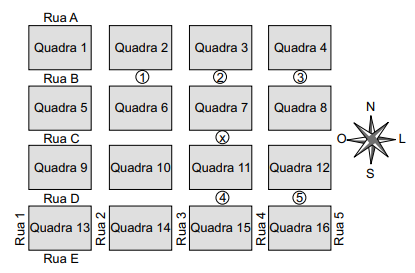 Rua A
Quadra 1 Quadra 2 Quadra 3 Quadra 4
Rua B 1 2 3
Quadra 5 Quadra 6 Quadra 7 Quadra 8
N
Rua C x O L
Quadra 9 Quadra 10 Quadra 11 Quadra 12
S
Rua D 4 5
Rua 1 Quadra 13 Rua 2 Quadra 14 Rua 3 Quadra 15 Rua 4 Quadra 16 Rua 5
Rua E